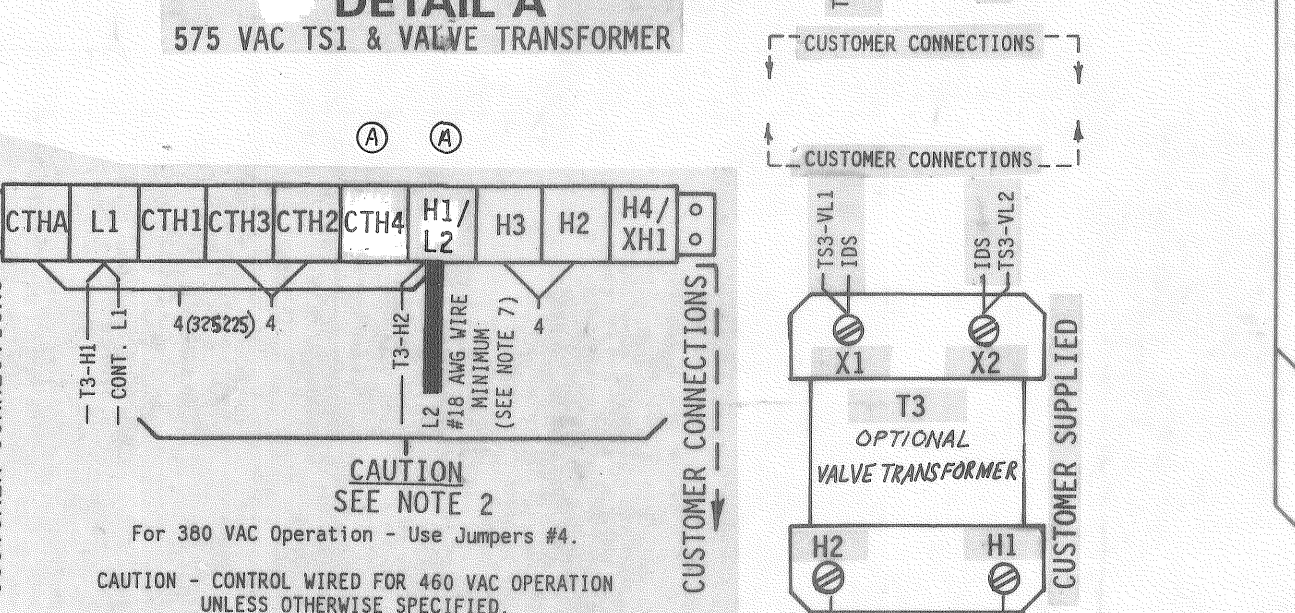 DETAIL A
575 VAC TS1 & VALVE TRANSFORMER
A A
CTHA L1 CTH1 CTH3 CTH2 CTH4 H1/L2 H3 H2 H4/XH1
T3-H1
CONT. L1
4 (325225) 4
T3-H2
L2
#18 AWG WIRE
MINIMUM
(SEE NOTE 7)
4
CUSTOMER CONNECTIONS
CAUTION
SEE NOTE 2
For 380 VAC Operation - Use Jumpers #4.
CAUTION - CONTROL WIRED FOR 460 VAC OPERATION
UNLESS OTHERWISE SPECIFIED.
CUSTOMER CONNECTIONS
CUSTOMER CONNECTIONS
TS3-VL1
IDS
IDS
TS3-VL2
X1 X2
T3
OPTIONAL
VALVE TRANSFORMER
H2 H1
CUSTOMER SUPPLIED